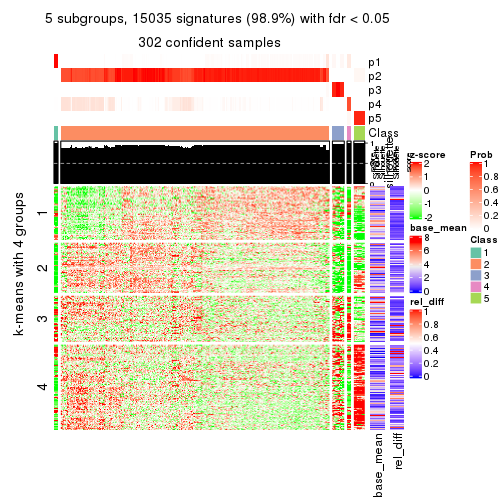 5 subgroups, 15035 signatures (98.9%) with fdr < 0.05
302 confident samples
p1
p2
p3
p4
p5
Class
1
0
k-means with 4 groups
1
2
3
4
base_mean
rel_diff
z-score
2
1
0
-1
-2
base_mean
8
6
4
2
0
rel_diff
1
0.8
0.6
0.4
0.2
0
Prob
1
0.8
0.6
0.4
0.2
0
Class
1
2
3
4
5